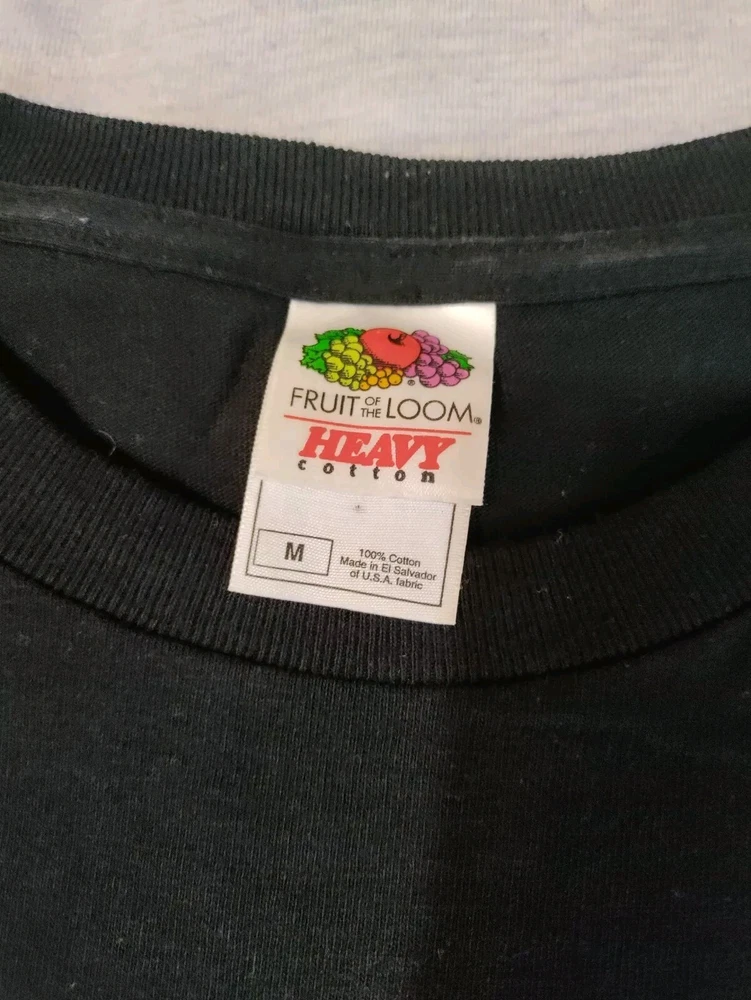 ®
FRUIT OF THE LOOM®
HEAVY
cotton
M
100% Cotton
Made in El Salvador
of U.S.A. fabric